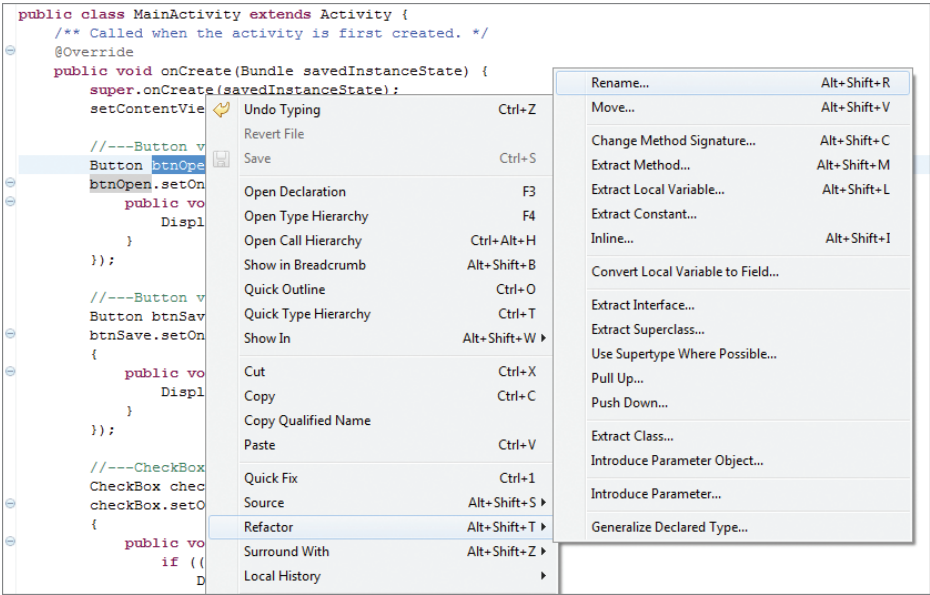 public class MainActivity extends Activity {
/** Called when the activity is first created. */
@Override
public void onCreate(Bundle savedInstanceState) {
super.onCreate(savedInstanceState);
setContentVie
//---Button v
Button btnOpe
btnOpen.setOn
public vo
Displ
}
});
//---Button v
Button btnSav
btnSave.setOn
{
public vo
Displ
}
});
//---CheckBox
CheckBox chec
checkBox.setO
{
public vo
if ((
D
Undo Typing Ctrl+Z
Revert File
Save Ctrl+S
Open Declaration F3
Open Type Hierarchy F4
Open Call Hierarchy Ctrl+Alt+H
Show in Breadcrumb Alt+Shift+B
Quick Outline Ctrl+O
Quick Type Hierarchy Ctrl+T
Show In Alt+Shift+W
Cut Ctrl+X
Copy Ctrl+C
Copy Qualified Name
Paste Ctrl+V
Quick Fix Ctrl+1
Source Alt+Shift+S
Refactor Alt+Shift+T
Surround With Alt+Shift+Z
Local History
Rename... Alt+Shift+R
Move... Alt+Shift+V
Change Method Signature... Alt+Shift+C
Extract Method... Alt+Shift+M
Extract Local Variable... Alt+Shift+L
Extract Constant...
Inline... Alt+Shift+I
Convert Local Variable to Field...
Extract Interface...
Extract Superclass...
Use Supertype Where Possible...
Pull Up...
Push Down...
Extract Class...
Introduce Parameter Object...
Introduce Parameter...
Generalize Declared Type...